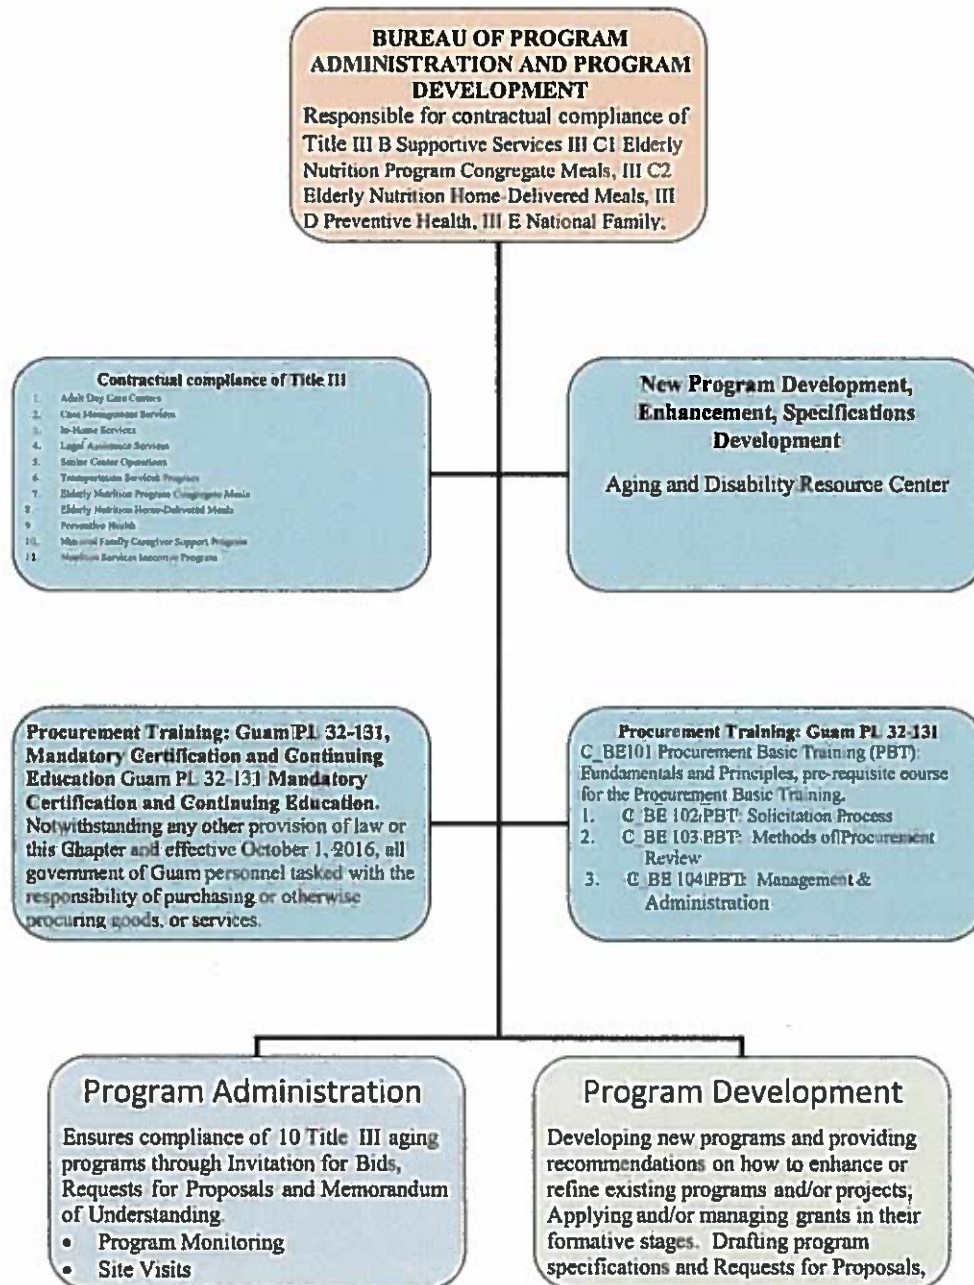 BUREAU OF PROGRAM
ADMINISTRATION AND PROGRAM
DEVELOPMENT
Responsible for contractual compliance of
Title III B Supportive Services III C1 Elderly
Nutrition Program Congregate Meals, III C2
Elderly Nutrition Home-Delivered Meals, III
D Preventive Health, III E National Family.
Contractual compliance of Title III
1. Adult Day Care Centers
2. Case Management Services
3. In-Home Services
4. Legal Assistance Services
5. Senior Center Operations
6. Transportation Services Program
7. Elderly Nutrition Program Congregate Meals
8. Elderly Nutrition Home-Delivered Meals
9. Preventive Health
10. National Family Caregiver Support Program
11. Nutrition Services Incentive Program
New Program Development,
Enhancement, Specifications
Development
Aging and Disability Resource Center
Procurement Training: Guam PL 32-131,
Mandatory Certification and Continuing
Education Guam PL 32-131 Mandatory
Certification and Continuing Education.
Notwithstanding any other provision of law or
this Chapter and effective October 1, 2016, all
government of Guam personnel tasked with the
responsibility of purchasing or otherwise
procuring goods, or services.
Procurement Training: Guam PL 32-131
C_BE101 Procurement Basic Training (PBT):
Fundamentals and Principles, pre-requisite course
for the Procurement Basic Training.
1. C_BE 102 PBT: Solicitation Process
2. C_BE 103 PBT: Methods of Procurement
Review
3. C_BE 104 PBT: Management &
Administration
Program Administration
Ensures compliance of 10 Title III aging
programs through Invitation for Bids,
Requests for Proposals and Memorandum
of Understanding.
• Program Monitoring
• Site Visits
Program Development
Developing new programs and providing
recommendations on how to enhance or
refine existing programs and/or projects,
Applying and/or managing grants in their
formative stages. Drafting program
specifications and Requests for Proposals,